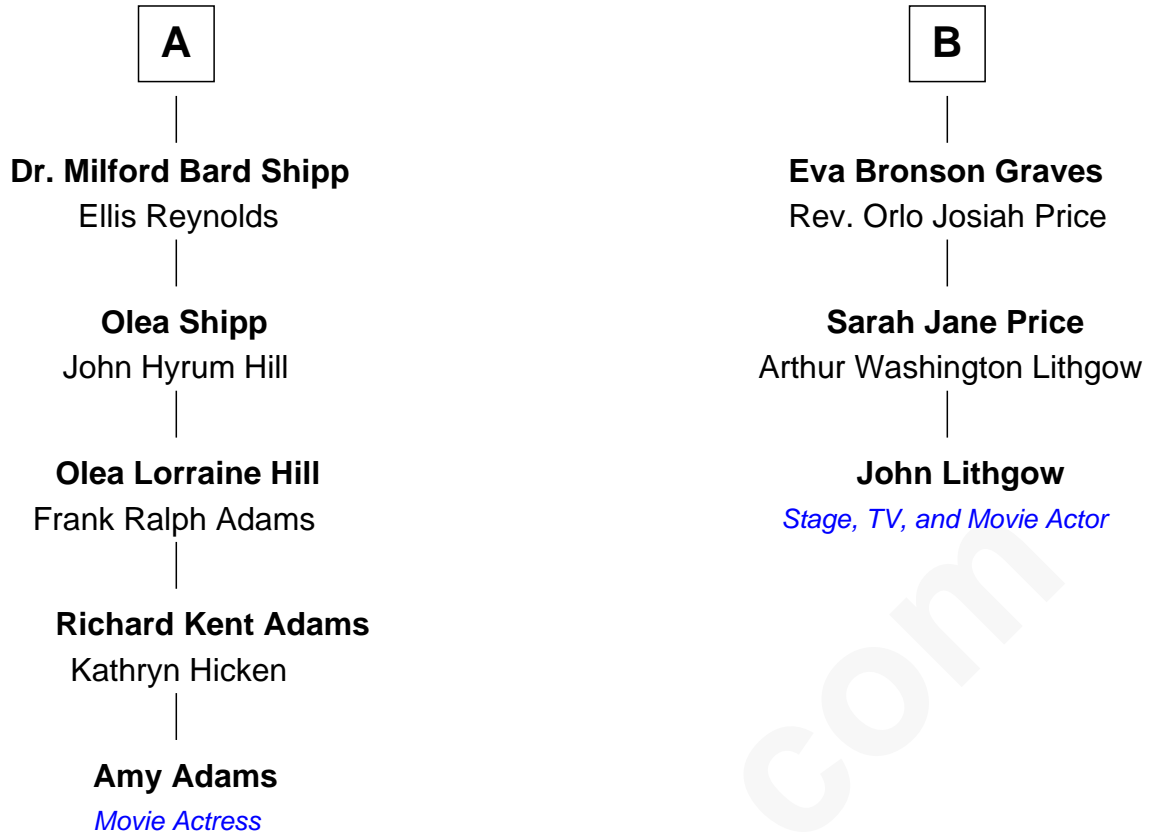 A
Dr. Milford Bard Shipp
Ellis Reynolds
Olea Shipp
John Hyrum Hill
Olea Lorraine Hill
Frank Ralph Adams
Richard Kent Adams
Kathryn Hicken
Amy Adams
Movie Actress
B
Eva Bronson Graves
Rev. Orlo Josiah Price
Sarah Jane Price
Arthur Washington Lithgow
John Lithgow
Stage, TV, and Movie Actor
com